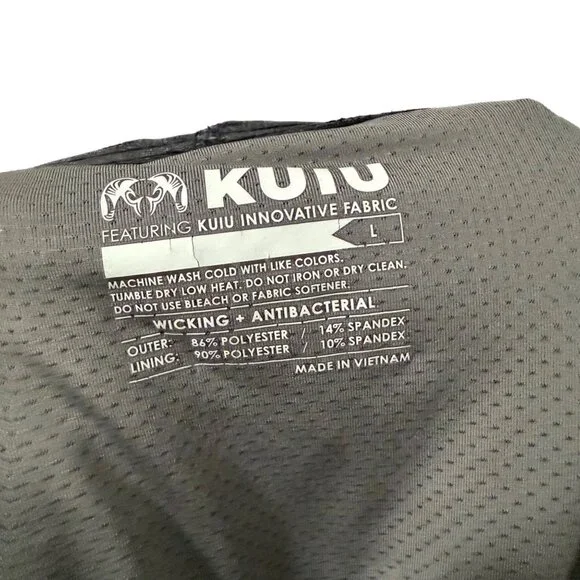 KUIU
FEATURING KUIU INNOVATIVE FABRIC
L
MACHINE WASH COLD WITH LIKE COLORS.
TUMBLE DRY LOW HEAT. DO NOT IRON OR DRY CLEAN.
DO NOT USE BLEACH OR FABRIC SOFTENER.
WICKING + ANTIBACTERIAL
OUTER: 86% POLYESTER / 14% SPANDEX
LINING: 90% POLYESTER / 10% SPANDEX
MADE IN VIETNAM